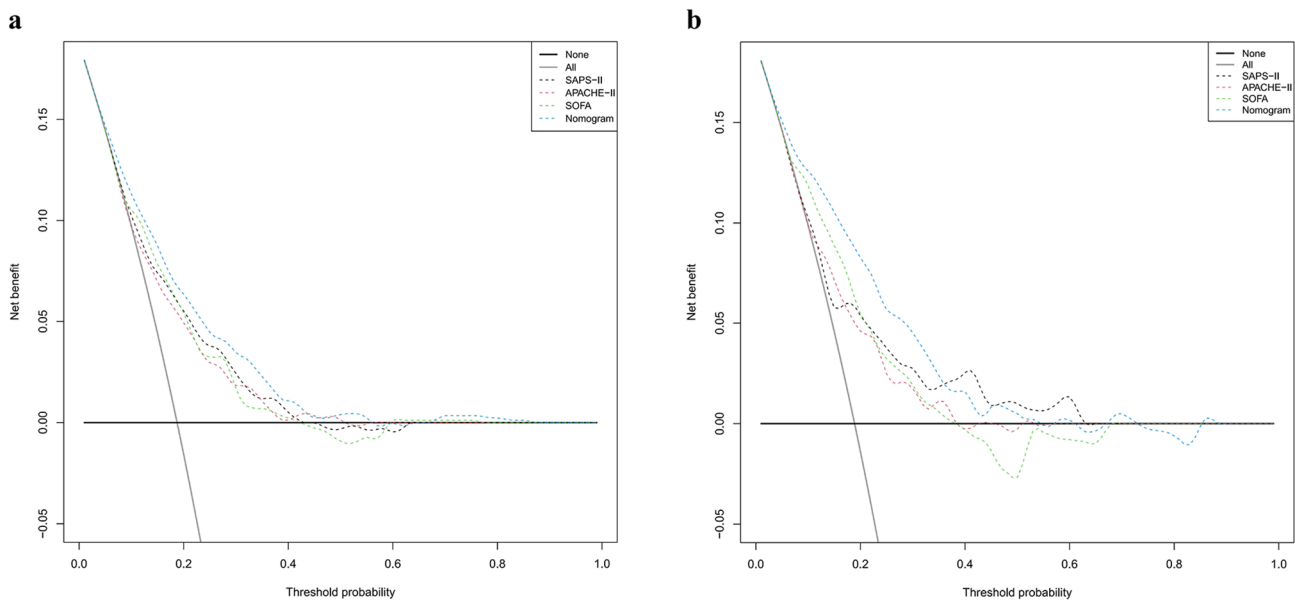 a
None
All
SAPS−II
APACHE−II
SOFA
Nomogram
0.15
0.10
0.05
0.00
−0.05
Net benefit
0.0 0.2 0.4 0.6 0.8 1.0
Threshold probability
b
None
All
SAPS−II
APACHE−II
SOFA
Nomogram
0.15
0.10
0.05
0.00
−0.05
Net benefit
0.0 0.2 0.4 0.6 0.8 1.0
Threshold probability